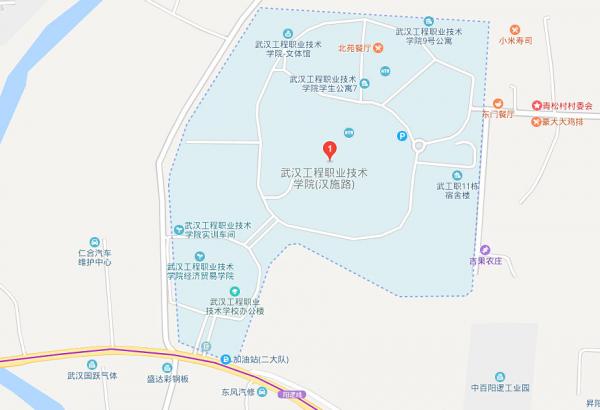 武汉工程职业技术
学院-文体馆
北苑餐厅
武汉工程职业技术
学院9号公寓
小米寿司
武汉工程职业技术
学院学生公寓7
东门餐厅
青松村村委会
豪大大鸡排
P
1
武汉工程职业技术
学院(汉施路)
武工职11栋
宿舍楼
武汉工程职业技术
学院实训车间
仁合汽车
维护中心
武汉工程职业技术
学院经济贸易学院
吉果农庄
武汉工程职业
技术学校办公楼
加油站(二大队)
武汉国跃气体
盛达彩钢板
东风汽修
阳逻线
中百阳逻工业园
昇阳